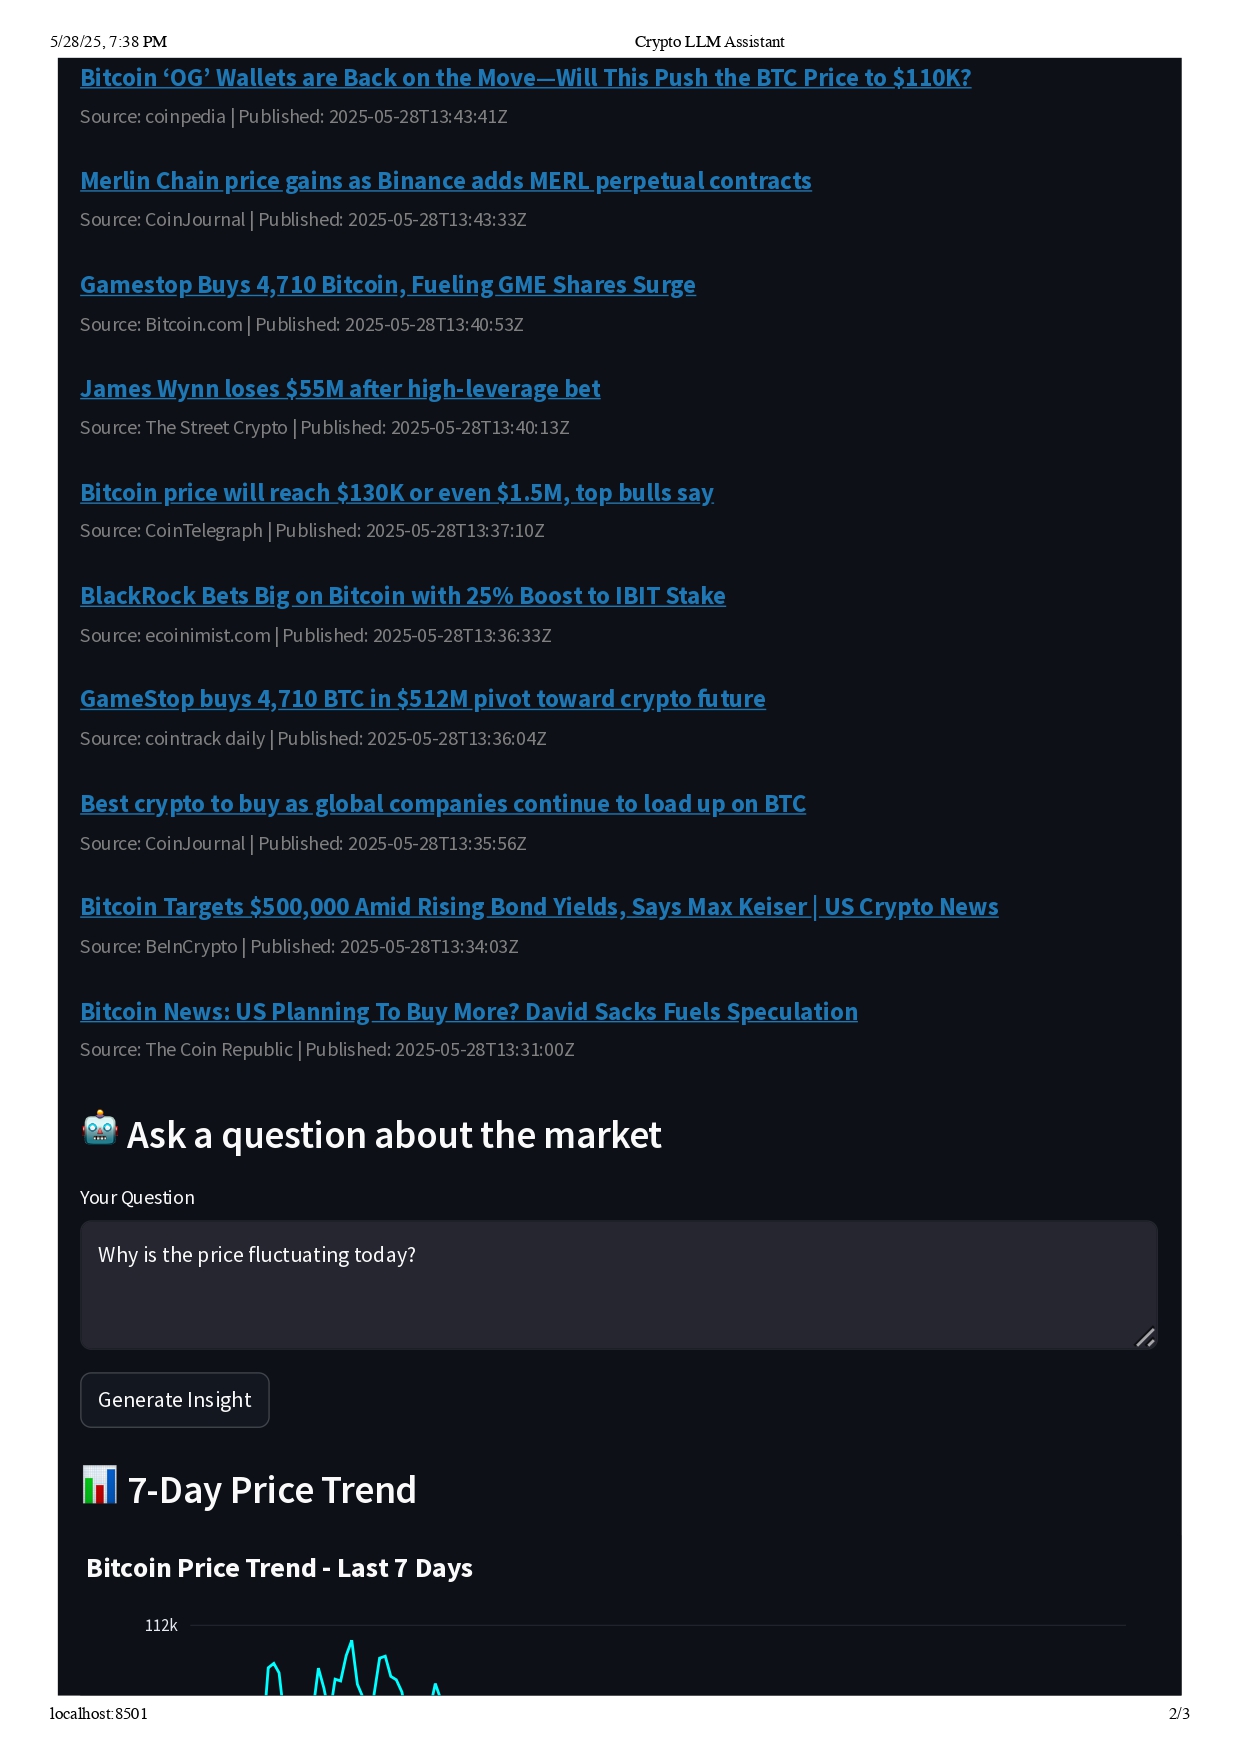 5/28/25, 7:38 PM
Crypto LLM Assistant
Bitcoin ‘OG’ Wallets are Back on the Move—Will This Push the BTC Price to $110K?
Source: coinpedia | Published: 2025-05-28T13:43:41Z
Merlin Chain price gains as Binance adds MERL perpetual contracts
Source: CoinJournal | Published: 2025-05-28T13:43:33Z
Gamestop Buys 4,710 Bitcoin, Fueling GME Shares Surge
Source: Bitcoin.com | Published: 2025-05-28T13:40:53Z
James Wynn loses $55M after high-leverage bet
Source: The Street Crypto | Published: 2025-05-28T13:40:13Z
Bitcoin price will reach $130K or even $1.5M, top bulls say
Source: CoinTelegraph | Published: 2025-05-28T13:37:10Z
BlackRock Bets Big on Bitcoin with 25% Boost to IBIT Stake
Source: ecoinimist.com | Published: 2025-05-28T13:36:33Z
GameStop buys 4,710 BTC in $512M pivot toward crypto future
Source: cointrack daily | Published: 2025-05-28T13:36:04Z
Best crypto to buy as global companies continue to load up on BTC
Source: CoinJournal | Published: 2025-05-28T13:35:56Z
Bitcoin Targets $500,000 Amid Rising Bond Yields, Says Max Keiser | US Crypto News
Source: BeInCrypto | Published: 2025-05-28T13:34:03Z
Bitcoin News: US Planning To Buy More? David Sacks Fuels Speculation
Source: The Coin Republic | Published: 2025-05-28T13:31:00Z
Ask a question about the market
Your Question
Why is the price fluctuating today?
Generate Insight
7-Day Price Trend
Bitcoin Price Trend - Last 7 Days
112k
localhost:8501
2/3